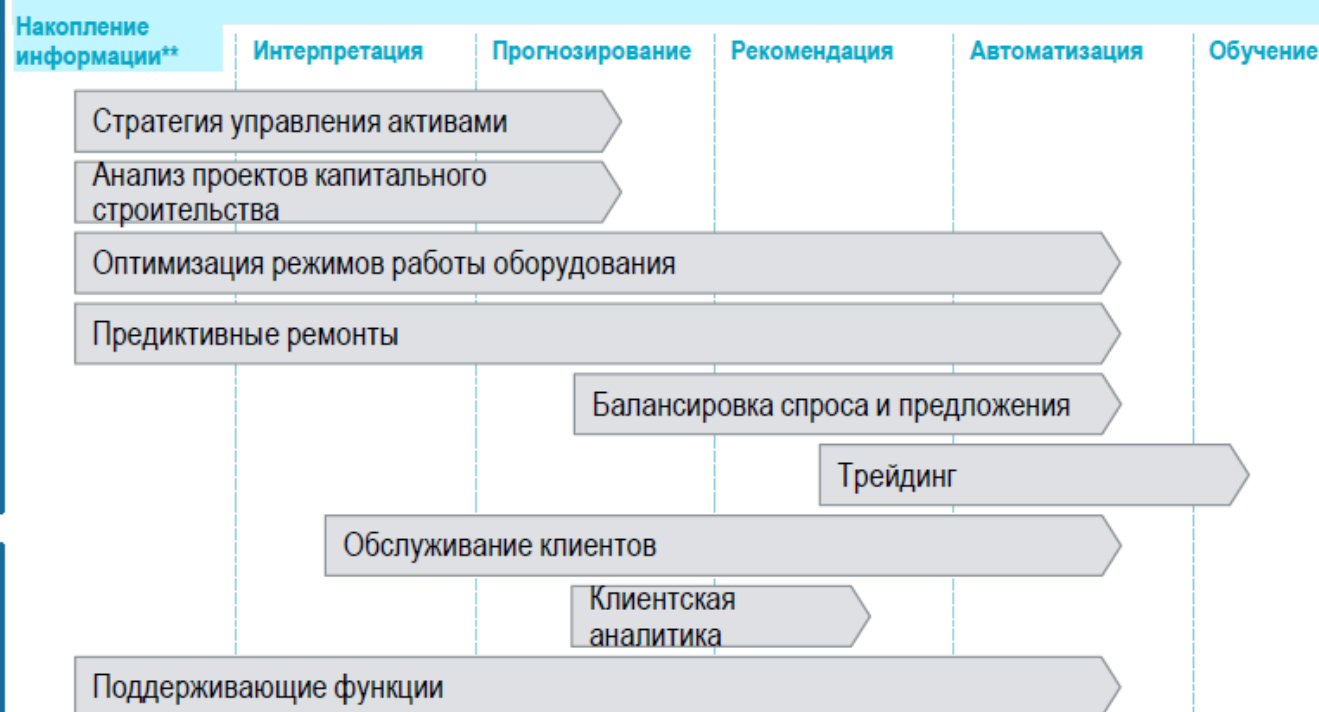 Накопление
информации**
Интерпретация
Прогнозирование
Рекомендация
Автоматизация
Обучение
Стратегия управления активами
Анализ проектов капитального
строительства
Оптимизация режимов работы оборудования
Предиктивные ремонты
Балансировка спроса и предложения
Трейдинг
Обслуживание клиентов
Клиентская
аналитика
Поддерживающие функции